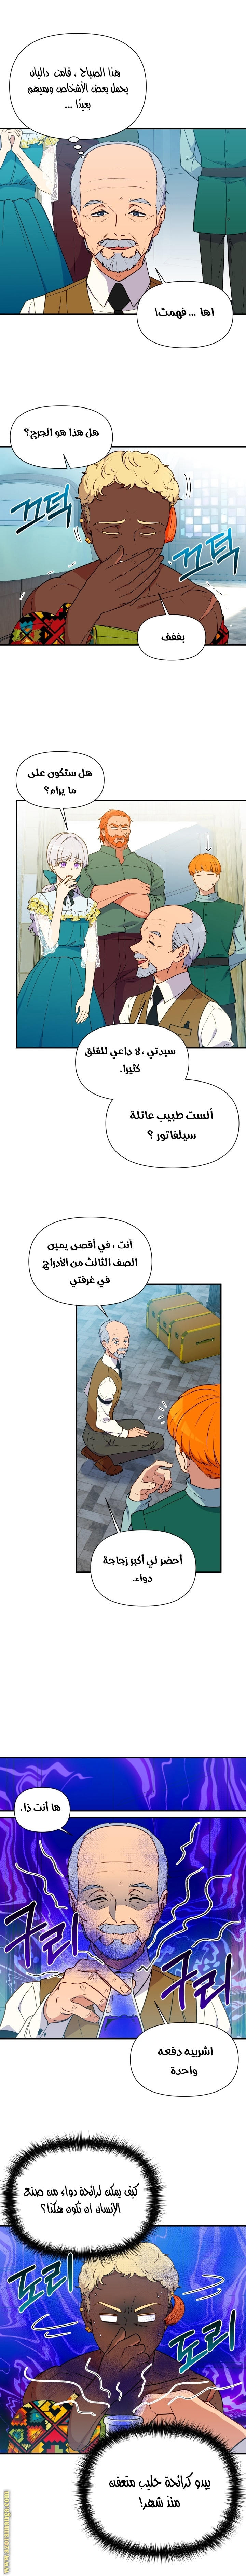 هذا الصباح ، قامت داليان
بحمل بعض الأشخاص ورميهم
بعيدًا ...
اها ... فهمت!
هل هذا هو الجرح؟
끄덕
끄덕
بففف
هل ستكون على
ما يرام؟
سيدتي ، لا داعي للقلق
كثيرا.
ألست طبيب عائلة
سيلفاتور ؟
أنت ، في أقصى يمين
الصف الثالث من الأدراج
في غرفتي
أحضر لي أكبر زجاجة
دواء.
ها أنت ذا.
구리
구리
اشربيه دفعه
واحدة
كيف يمكن لرائحة دواء من صنع
الإنسان ان تكون هكذا؟
도리
도리
يبدو كرائحة حليب متعفن
منذ شهر!